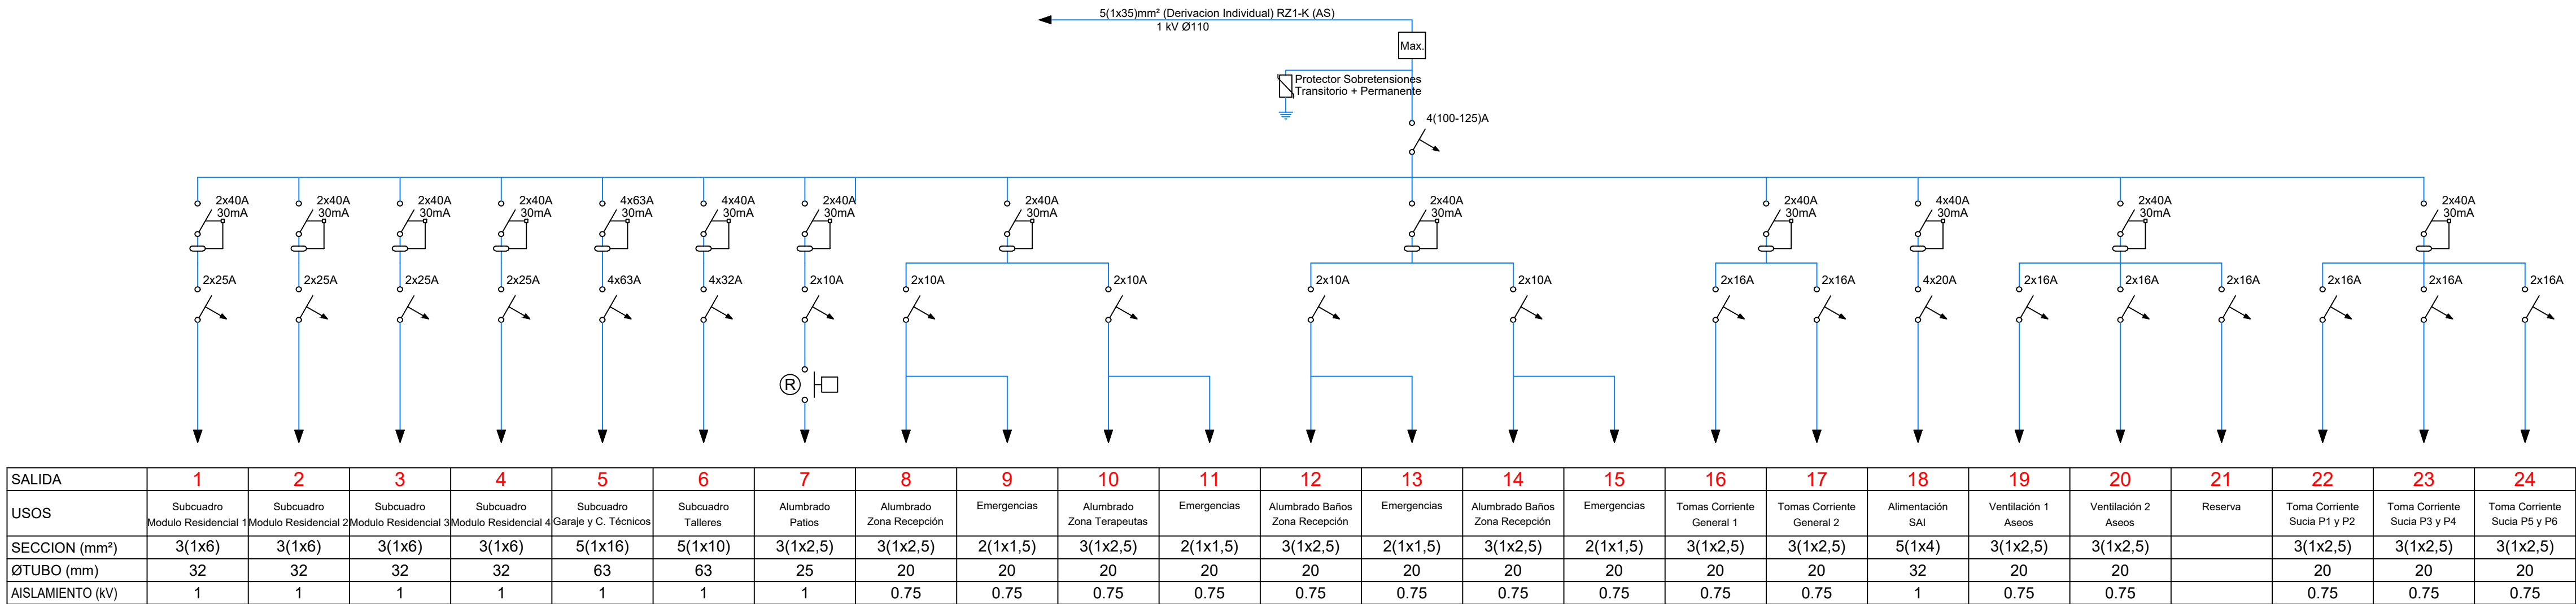 5(1x35)mm² (Derivacion Individual) RZ1-K (AS)
1 kV Ø110
Max.
Protector Sobretensiones
Transitorio + Permanente
4(100-125)A
2x40A 2x40A 2x40A 2x40A 4x63A 4x40A 2x40A 2x40A 2x40A 2x40A 4x40A 2x40A 2x40A
30mA 30mA 30mA 30mA 30mA 30mA 30mA 30mA 30mA 30mA 30mA 30mA 30mA
2x25A 2x25A 2x25A 2x25A 4x63A 4x32A 2x10A 2x10A 2x10A 2x10A 2x10A 2x16A 2x16A 4x20A 2x16A 2x16A 2x16A 2x16A 2x16A 2x16A
R
SALIDA 1 2 3 4 5 6 7 8 9 10 11 12 13 14 15 16 17 18 19 20 21 22 23 24
USOS
Subcuadro
Modulo Residencial 1
Subcuadro
Modulo Residencial 2
Subcuadro
Modulo Residencial 3
Subcuadro
Modulo Residencial 4
Subcuadro
Garaje y C. Técnicos
Subcuadro
Talleres
Alumbrado
Patios
Alumbrado
Zona Recepción
Emergencias
Alumbrado
Zona Terapeutas
Emergencias
Alumbrado Baños
Zona Recepción
Emergencias
Alumbrado Baños
Zona Recepción
Emergencias
Tomas Corriente
General 1
Tomas Corriente
General 2
Alimentación
SAI
Ventilación 1
Aseos
Ventilación 2
Aseos
Reserva
Toma Corriente
Sucia P1 y P2
Toma Corriente
Sucia P3 y P4
Toma Corriente
Sucia P5 y P6
SECCION (mm²) 3(1x6) 3(1x6) 3(1x6) 3(1x6) 5(1x16) 5(1x10) 3(1x2,5) 3(1x2,5) 2(1x1,5) 3(1x2,5) 2(1x1,5) 3(1x2,5) 2(1x1,5) 3(1x2,5) 2(1x1,5) 3(1x2,5) 3(1x2,5) 5(1x4) 3(1x2,5) 3(1x2,5) 3(1x2,5) 3(1x2,5) 3(1x2,5)
ØTUBO (mm) 32 32 32 32 63 63 25 20 20 20 20 20 20 20 20 20 20 32 20 20 20 20 20
AISLAMIENTO (kV) 1 1 1 1 1 1 1 0.75 0.75 0.75 0.75 0.75 0.75 0.75 0.75 0.75 0.75 1 0.75 0.75 0.75 0.75 0.75